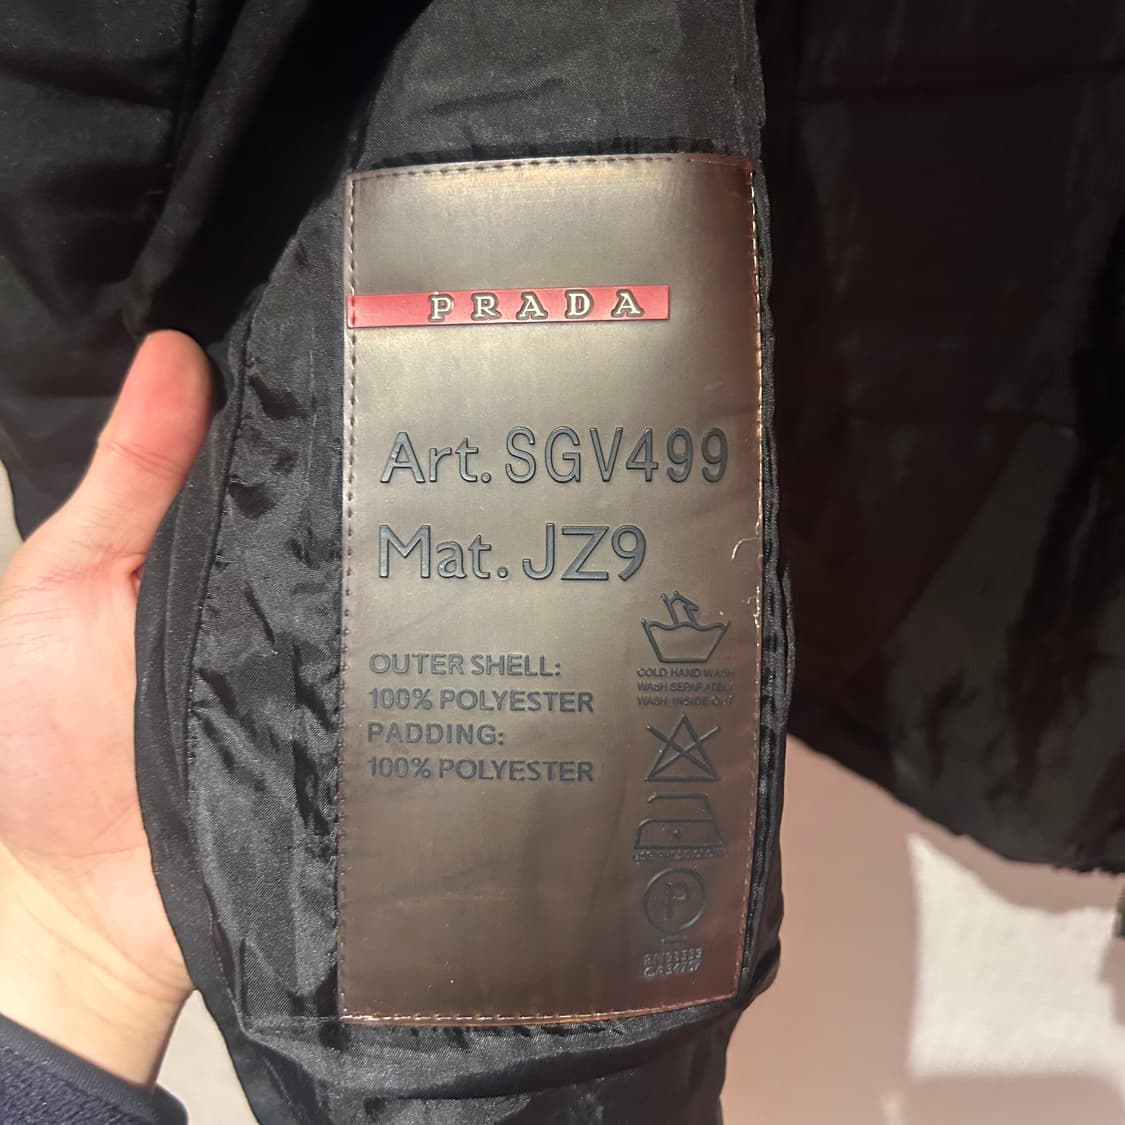 PRADA
Art. SGV499
Mat. JZ9
OUTER SHELL:
100% POLYESTER
PADDING:
100% POLYESTER
COLD HAND WASH
WASH SEPARATELY
WASH INSIDE OUT
P